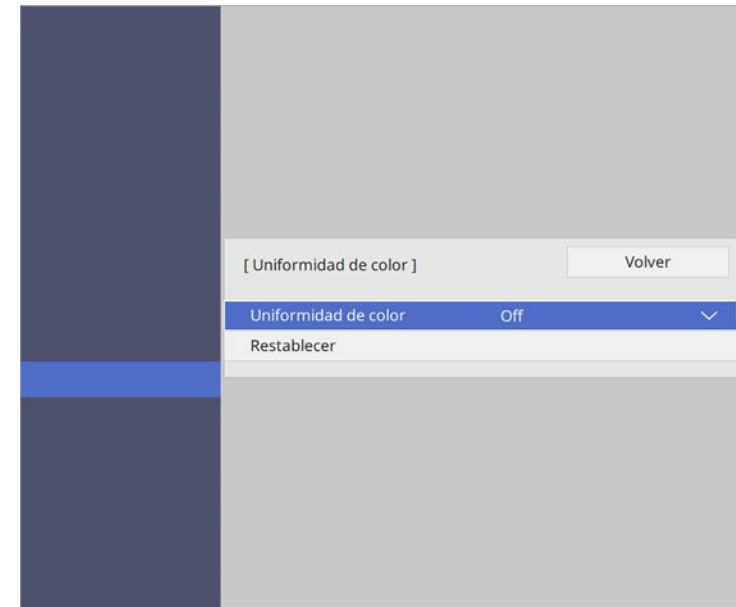 [ Uniformidad de color ] Volver
Uniformidad de color Off
Restablecer